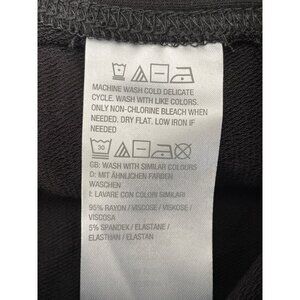 MACHINE WASH COLD DELICATE
CYCLE. WASH WITH LIKE COLORS.
ONLY NON-CHLORINE BLEACH WHEN
NEEDED. DRY FLAT. LOW IRON IF
NEEDED
30
GB: WASH WITH SIMILAR COLOURS
D: MIT ÄHNLICHEN FARBEN
WASCHEN
I: LAVARE CON COLORI SIMILARI
95% RAYON / VISCOSE / VISKOSE /
VISCOSA
5% SPANDEX / ELASTANE /
ELASTHAN / ELASTAN